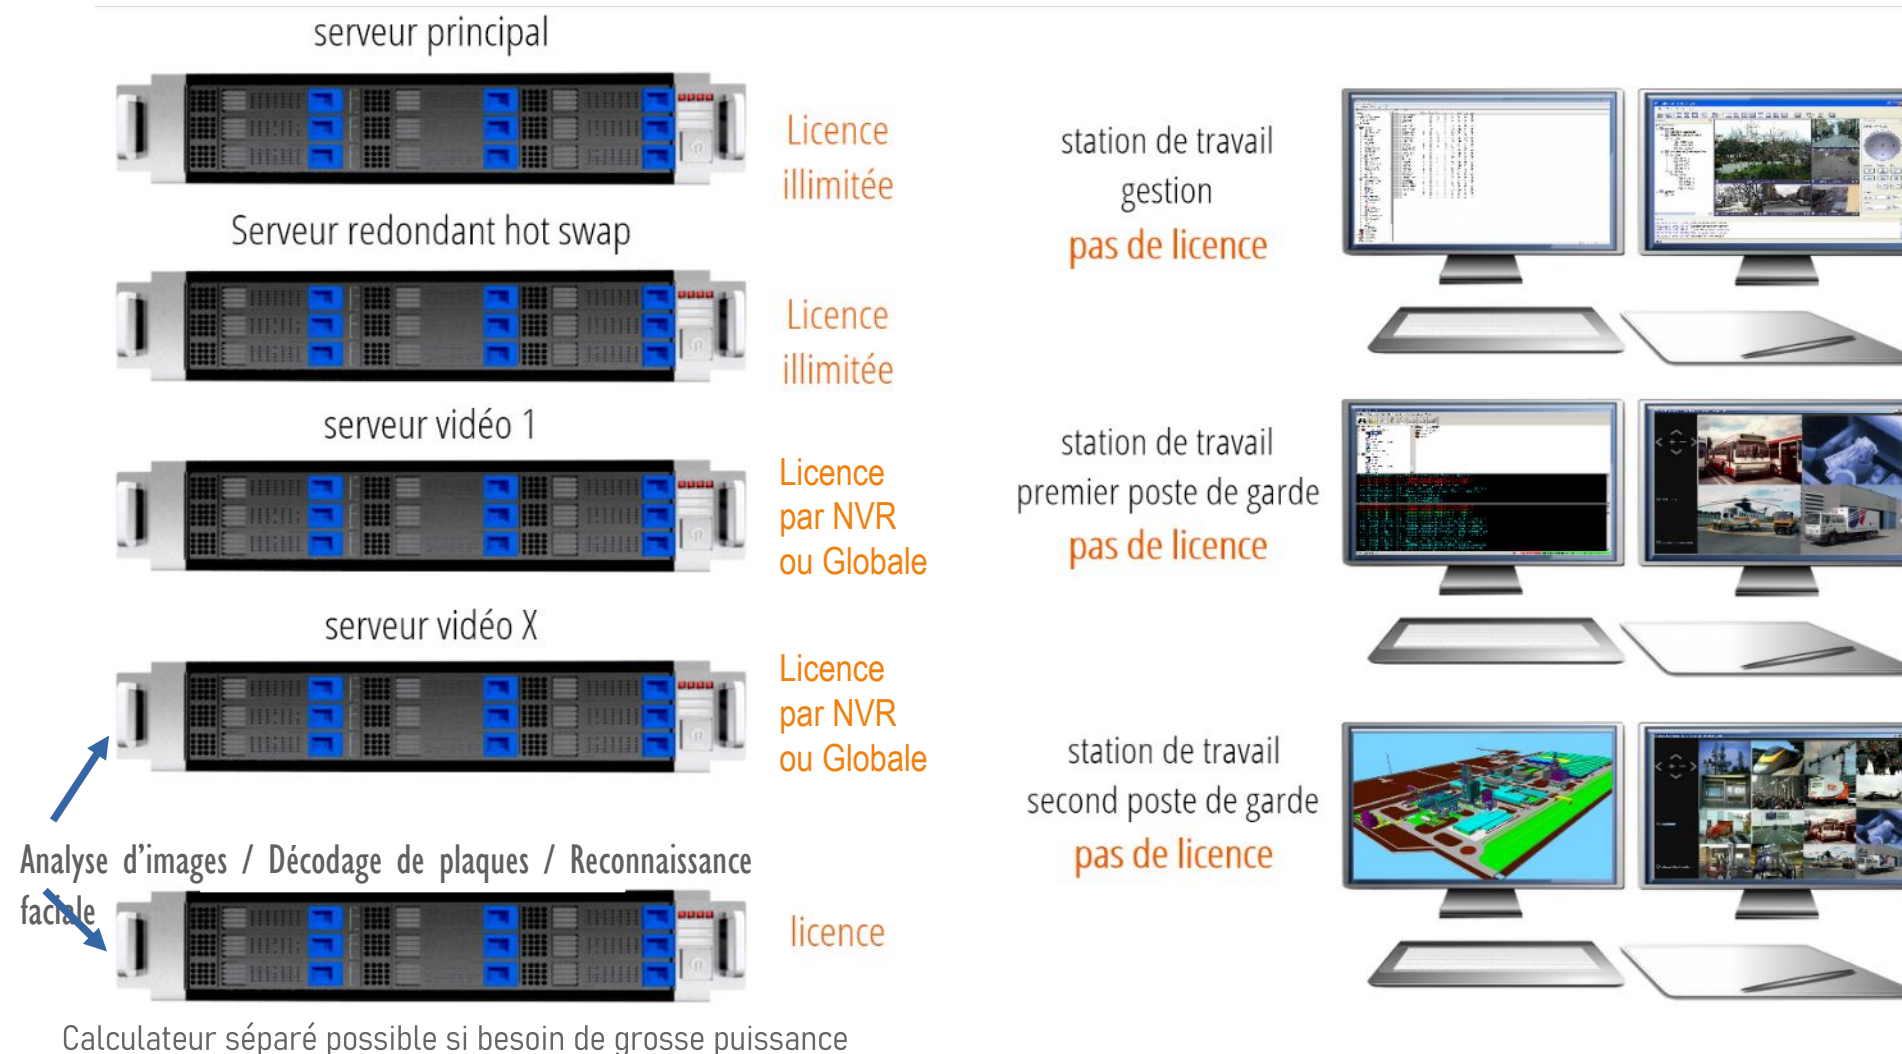 serveur principal
Licence
illimitée
Serveur redondant hot swap
Licence
illimitée
serveur vidéo 1
Licence
par NVR
ou Globale
serveur vidéo X
Licence
par NVR
ou Globale
Analyse d’images / Décodage de plaques / Reconnaissance
faciale
licence
Calculateur séparé possible si besoin de grosse puissance
station de travail
gestion
pas de licence
station de travail
premier poste de garde
pas de licence
station de travail
second poste de garde
pas de licence